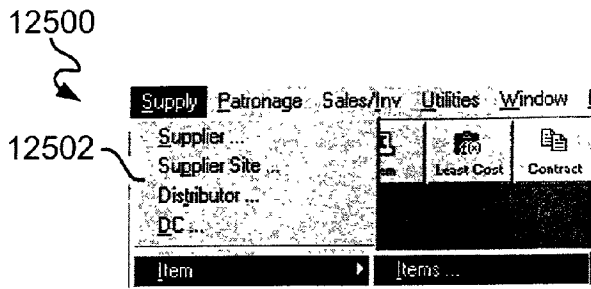 12500
Supply Patronage Sales/Inv Utilities Window
12502
Supplier ...
Supplier Site ...
Distributor ...
DC ...
Least Cost Contract
Item Items ...